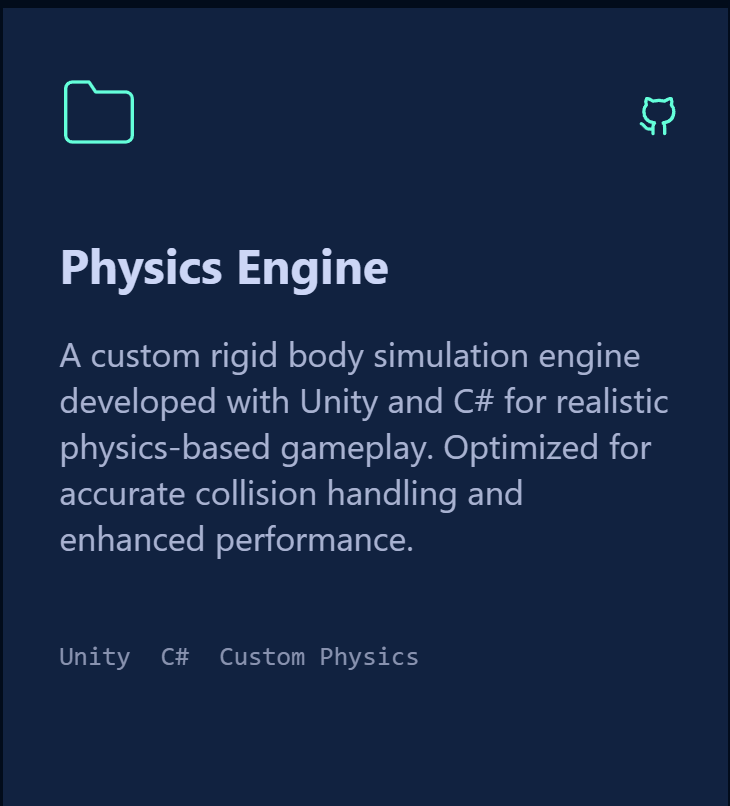 Physics Engine
A custom rigid body simulation engine
developed with Unity and C# for realistic
physics-based gameplay. Optimized for
accurate collision handling and
enhanced performance.
Unity C# Custom Physics